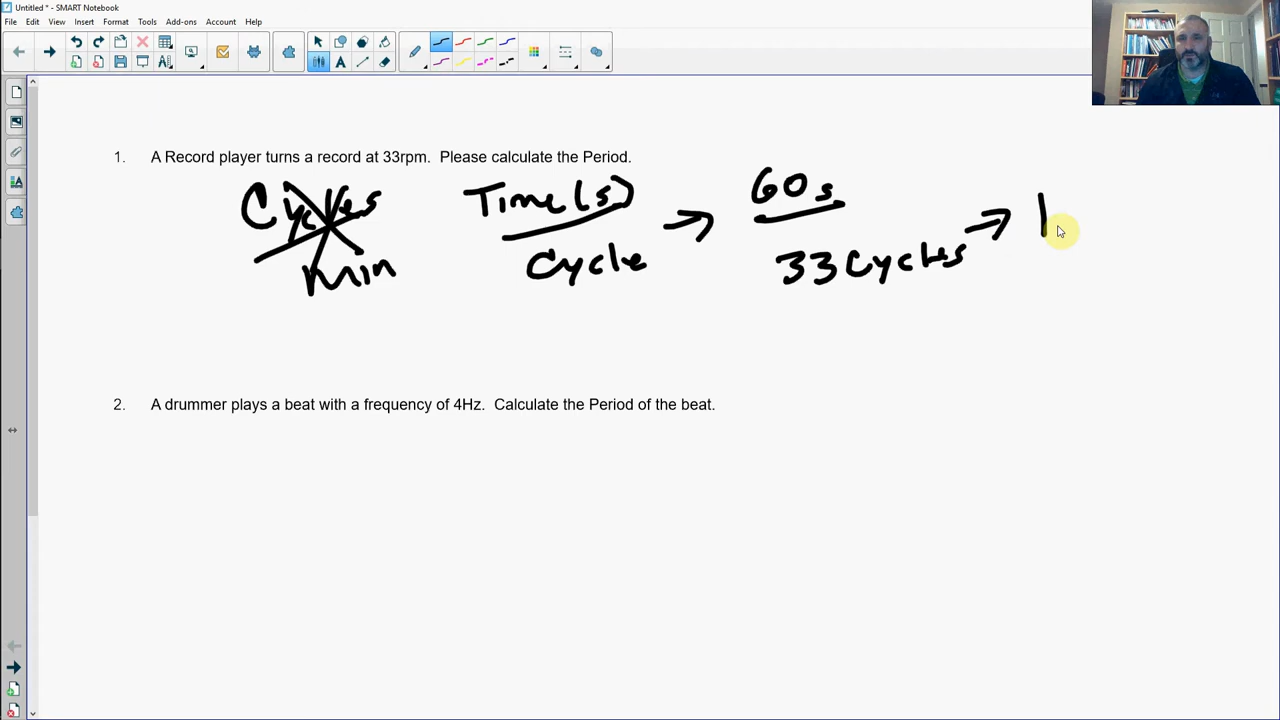 Untitled * - SMART Notebook
File Edit View Insert Format Tools Add-ons Account Help
1. A Record player turns a record at 33rpm. Please calculate the Period.
Cycles Time(s) 60s
min Cycle → 33 Cycles → 1
2. A drummer plays a beat with a frequency of 4Hz. Calculate the Period of the beat.